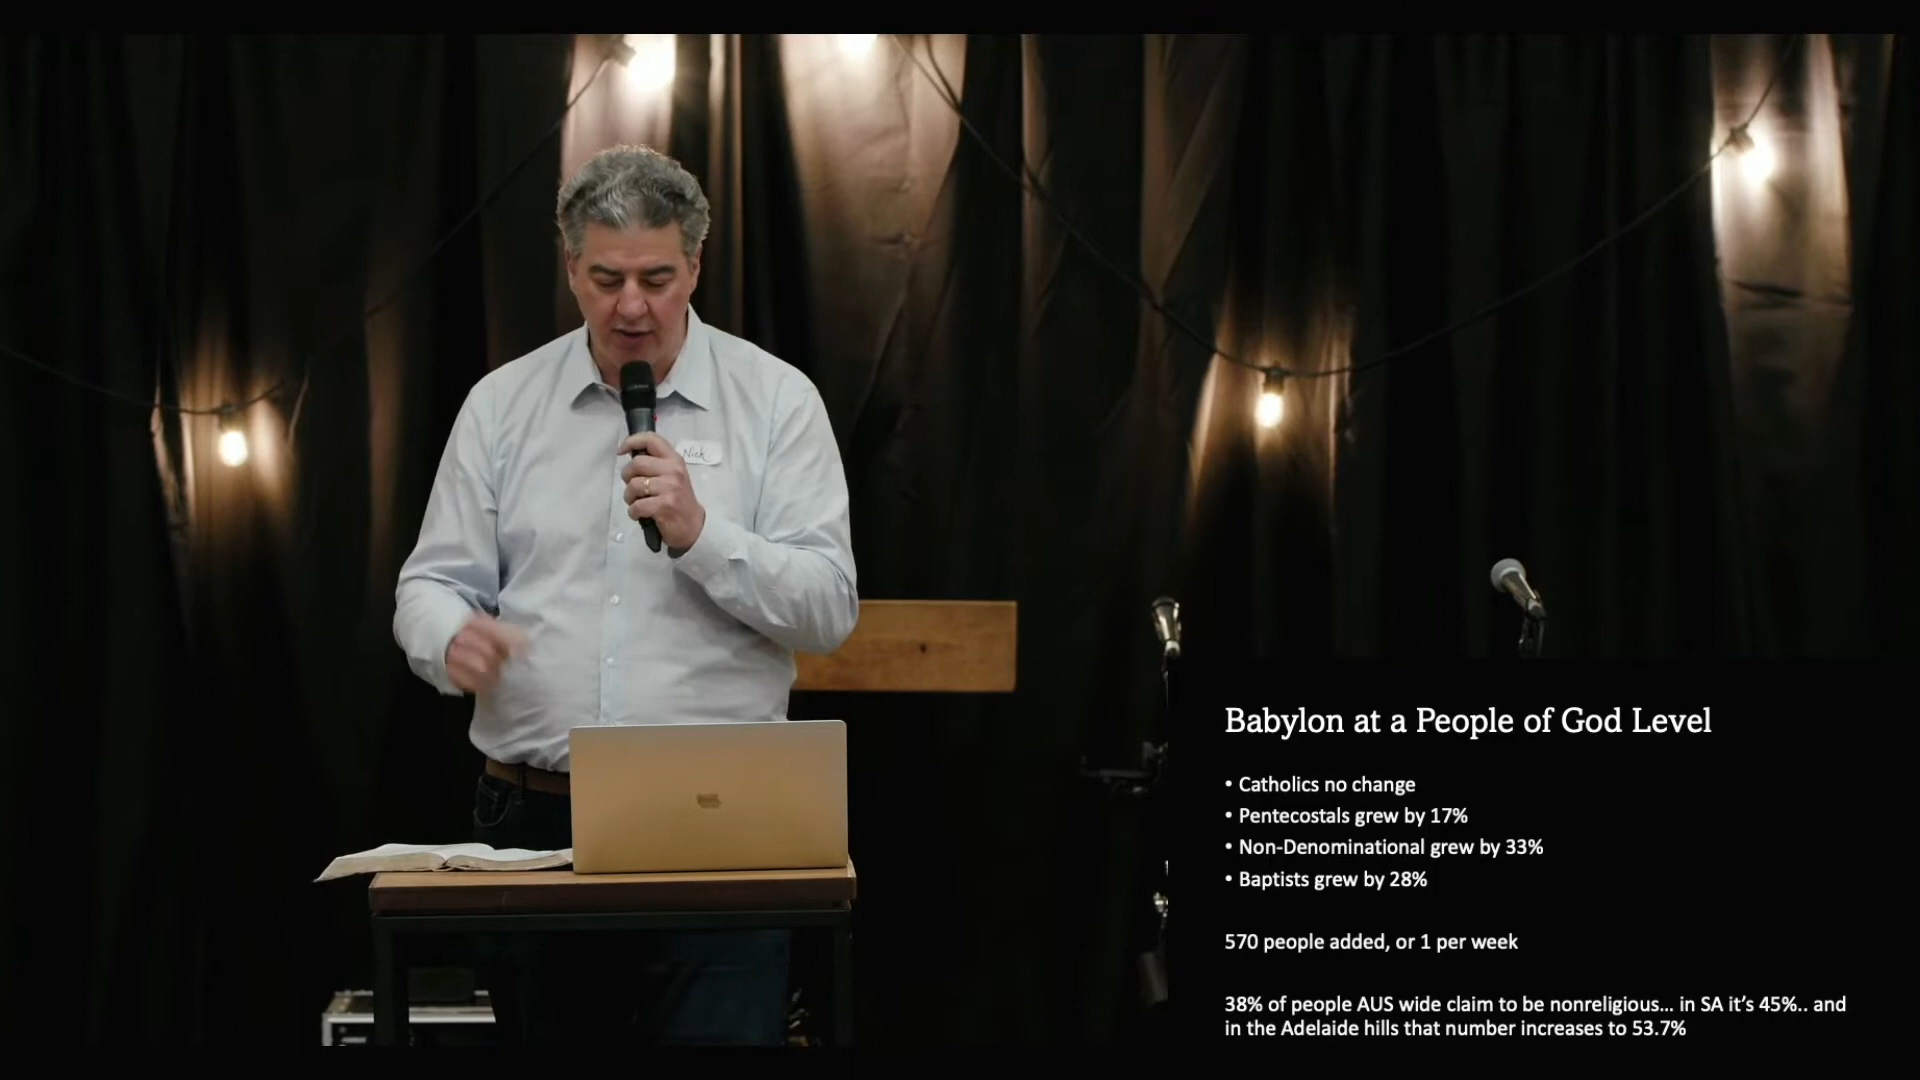 Nick
Babylon at a People of God Level
• Catholics no change
• Pentecostals grew by 17%
• Non-Denominational grew by 33%
• Baptists grew by 28%
570 people added, or 1 per week
38% of people AUS wide claim to be nonreligious... in SA it's 45%.. and
in the Adelaide hills that number increases to 53.7%